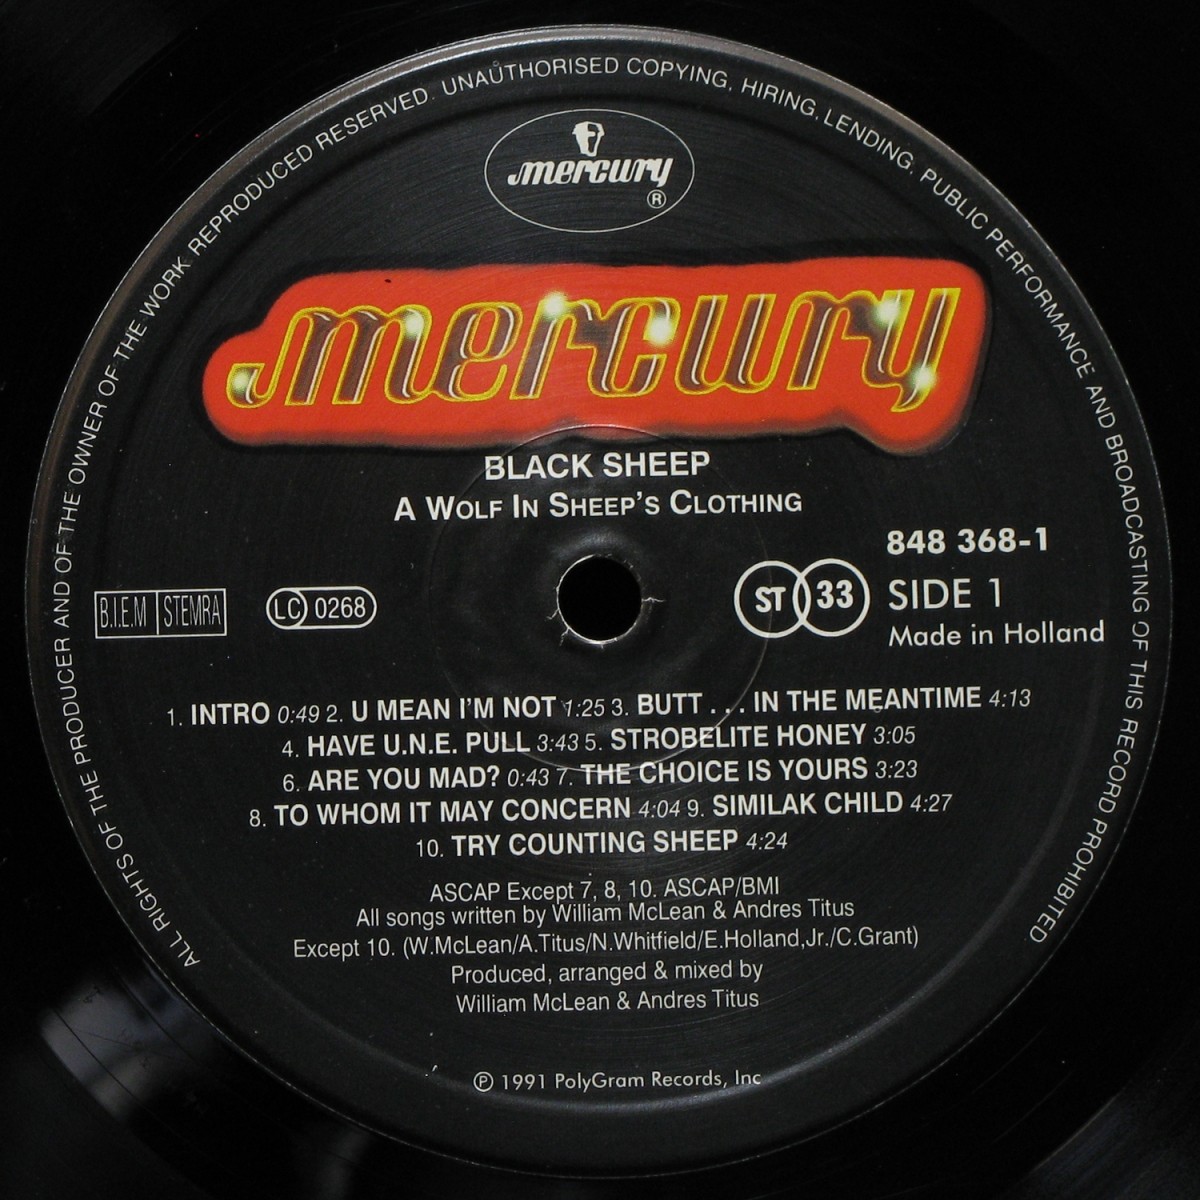 ALL RIGHTS OF THE PRODUCER AND OF THE OWNER OF THE WORK REPRODUCED RESERVED. UNAUTHORISED COPYING, HIRING, LENDING, PUBLIC PERFORMANCE AND BROADCASTING OF THIS RECORD PROHIBITED
mercury
®
mercury
BLACK SHEEP
A WOLF IN SHEEP'S CLOTHING
848 368-1
B.I.E.M STEMRA LC 0268 ST 33 SIDE 1
Made in Holland
1. INTRO 0:49 2. U MEAN I'M NOT 1:25 3. BUTT . . . IN THE MEANTIME 4:13
4. HAVE U.N.E. PULL 3:43 5. STROBELITE HONEY 3:05
6. ARE YOU MAD? 0:43 7. THE CHOICE IS YOURS 3:23
8. TO WHOM IT MAY CONCERN 4:04 9. SIMILAK CHILD 4:27
10. TRY COUNTING SHEEP 4:24
ASCAP Except 7, 8, 10. ASCAP/BMI
All songs written by William McLean & Andres Titus
Except 10. (W.McLean/A.Titus/N.Whitfield/E.Holland,Jr./C.Grant)
Produced, arranged & mixed by
William McLean & Andres Titus
℗ 1991 PolyGram Records, Inc